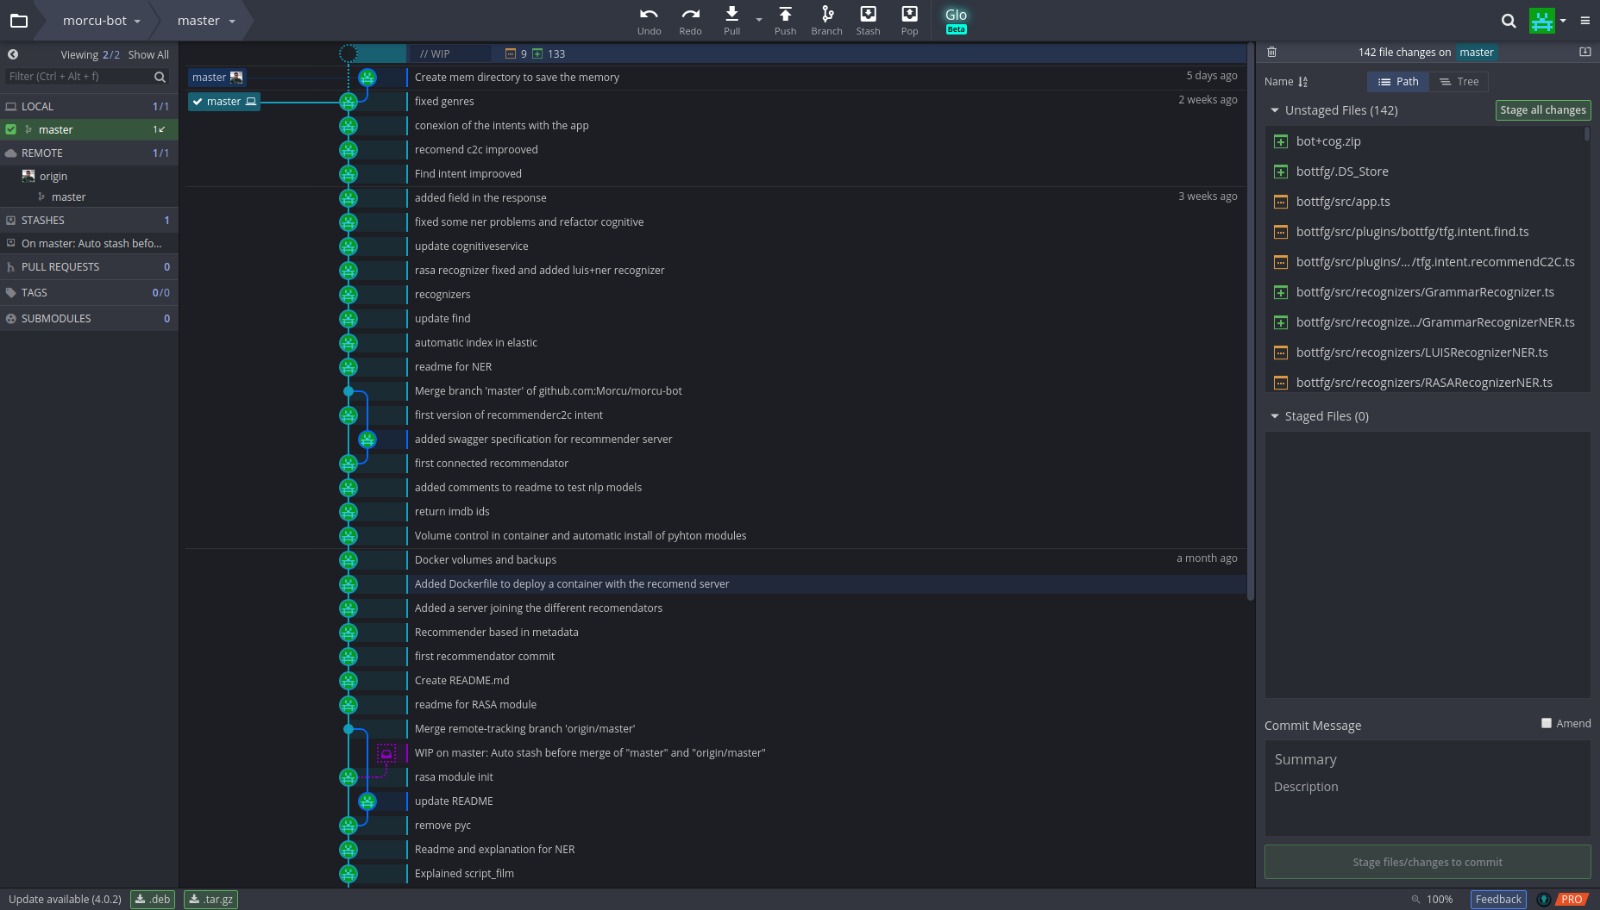 morcu-bot
master
Undo
Redo
Pull
Push
Branch
Stash
Pop
Glo
Beta
Viewing 2/2 Show All
Filter (Ctrl + Alt + f)
LOCAL 1/1
master 1
REMOTE 1/1
origin
master
STASHES 1
On master: Auto stash befo...
PULL REQUESTS 0
TAGS 0/0
SUBMODULES 0
// WIP 9 133
master Create mem directory to save the memory 5 days ago
master fixed genres 2 weeks ago
conexion of the intents with the app
recomend c2c improoved
Find intent improoved
added field in the response 3 weeks ago
fixed some ner problems and refactor cognitive
update cognitiveservice
rasa recognizer fixed and added luis+ner recognizer
recognizers
update find
automatic index in elastic
readme for NER
Merge branch 'master' of github.com:Morcu/morcu-bot
first version of recommenderc2c intent
added swagger specification for recommender server
first connected recommendator
added comments to readme to test nlp models
return imdb ids
Volume control in container and automatic install of pyhton modules
Docker volumes and backups a month ago
Added Dockerfile to deploy a container with the recomend server
Added a server joining the different recomendators
Recommender based in metadata
first recommendator commit
Create README.md
readme for RASA module
Merge remote-tracking branch 'origin/master'
WIP on master: Auto stash before merge of "master" and "origin/master"
rasa module init
update README
remove pyc
Readme and explanation for NER
Explained script_film
142 file changes on master
Name Path Tree
Unstaged Files (142) Stage all changes
bot+cog.zip
bottfg/.DS_Store
bottfg/src/app.ts
bottfg/src/plugins/bottfg/tfg.intent.find.ts
bottfg/src/plugins/.../tfg.intent.recommendC2C.ts
bottfg/src/recognizers/GrammarRecognizer.ts
bottfg/src/recognize.../GrammarRecognizerNER.ts
bottfg/src/recognizers/LUISRecognizerNER.ts
bottfg/src/recognizers/RASARecognizerNER.ts
Staged Files (0)
Commit Message Amend
Summary
Description
Stage files/changes to commit
Update available (4.0.2) .deb .tar.gz
100% Feedback PRO